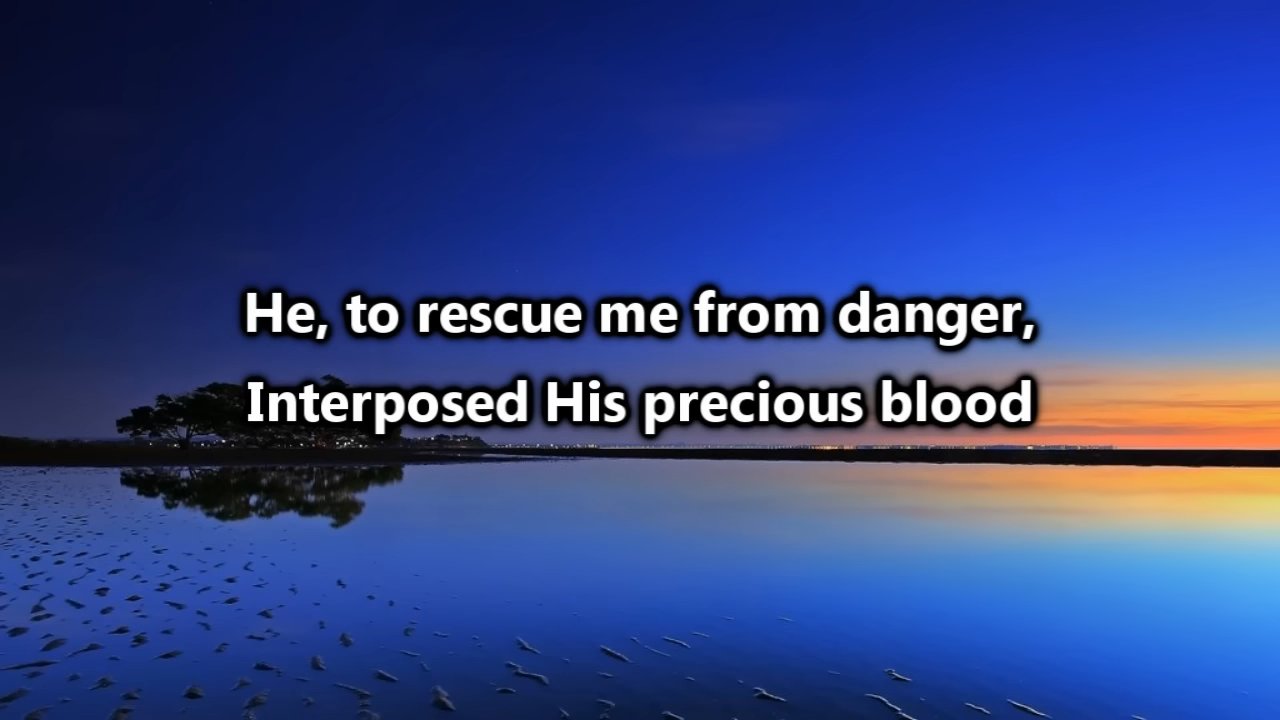 He, to rescue me from danger,
Interposed His precious blood